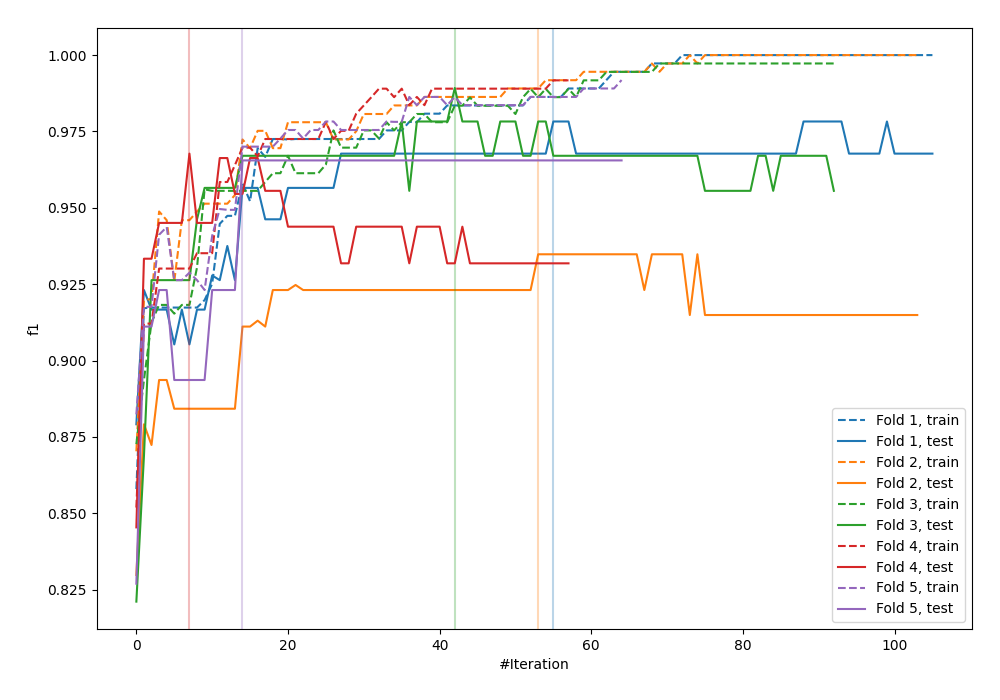 1.000
0.975
0.950
0.925
0.900
0.875
0.850
0.825
f1
0 20 40 60 80 100
#Iteration
Fold 1, train
Fold 1, test
Fold 2, train
Fold 2, test
Fold 3, train
Fold 3, test
Fold 4, train
Fold 4, test
Fold 5, train
Fold 5, test